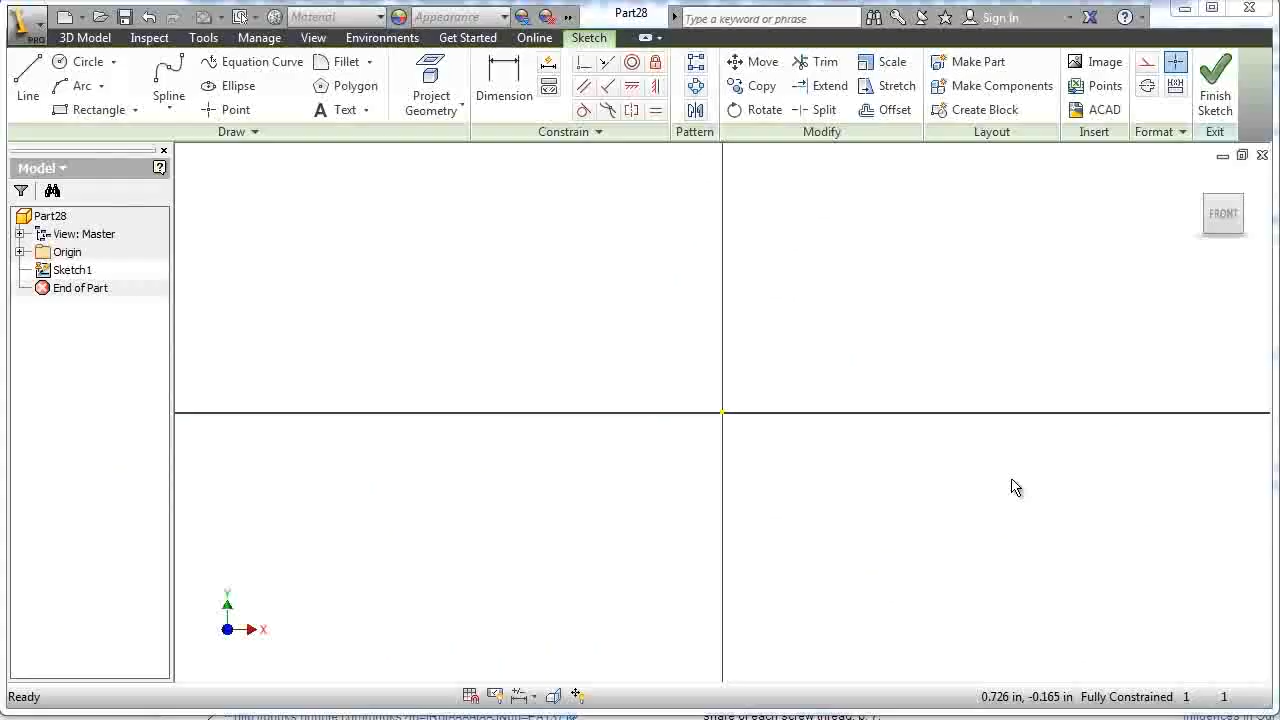 Material Appearance Part28 Type a keyword or phrase Sign In
PRO
3D Model Inspect Tools Manage View Environments Get Started Online Sketch
Line
Circle
Arc
Rectangle
Spline
Equation Curve
Ellipse
Point
Fillet
Polygon
Text
Project
Geometry
Dimension
Move
Copy
Rotate
Trim
Extend
Split
Scale
Stretch
Offset
Make Part
Make Components
Create Block
Image
Points
ACAD
Finish
Sketch
Draw Constrain Pattern Modify Layout Insert Format Exit
Model
Part28
View: Master
Origin
Sketch1
End of Part
FRONT
Y
X
Ready
0.726 in, -0.165 in Fully Constrained 1 1